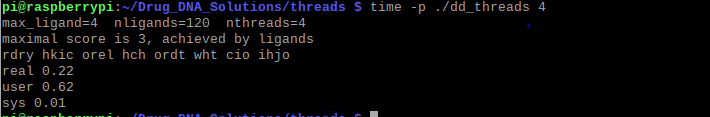 pi@raspberrypi:~/Drug_DNA_Solutions/threads $ time -p ./dd_threads 4
max_ligand=4  nligands=120  nthreads=4
maximal score is 3, achieved by ligands
rdry hkic orel hch ordt wht cio ihjo
real 0.22
user 0.62
sys 0.01
pi@raspberrypi:~/Drug_DNA_Solutions/threads $